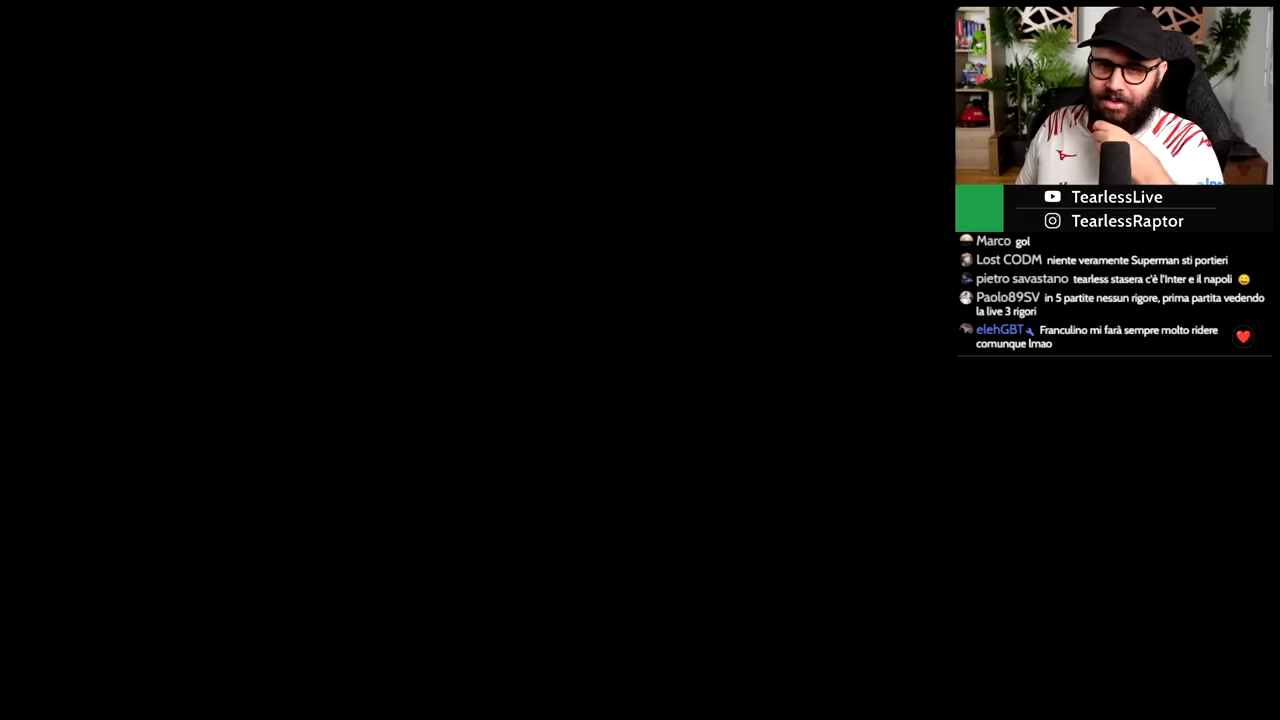 TearlessLive
TearlessRaptor
Marco gol
Lost CODM niente veramente Superman sti portieri
pietro savastano tearless stasera c'è l'Inter e il napoli 😄
Paolo89SV in 5 partite nessun rigore, prima partita vedendo
la live 3 rigori
elehGBT Franculino mi farà sempre molto ridere
comunque lmao